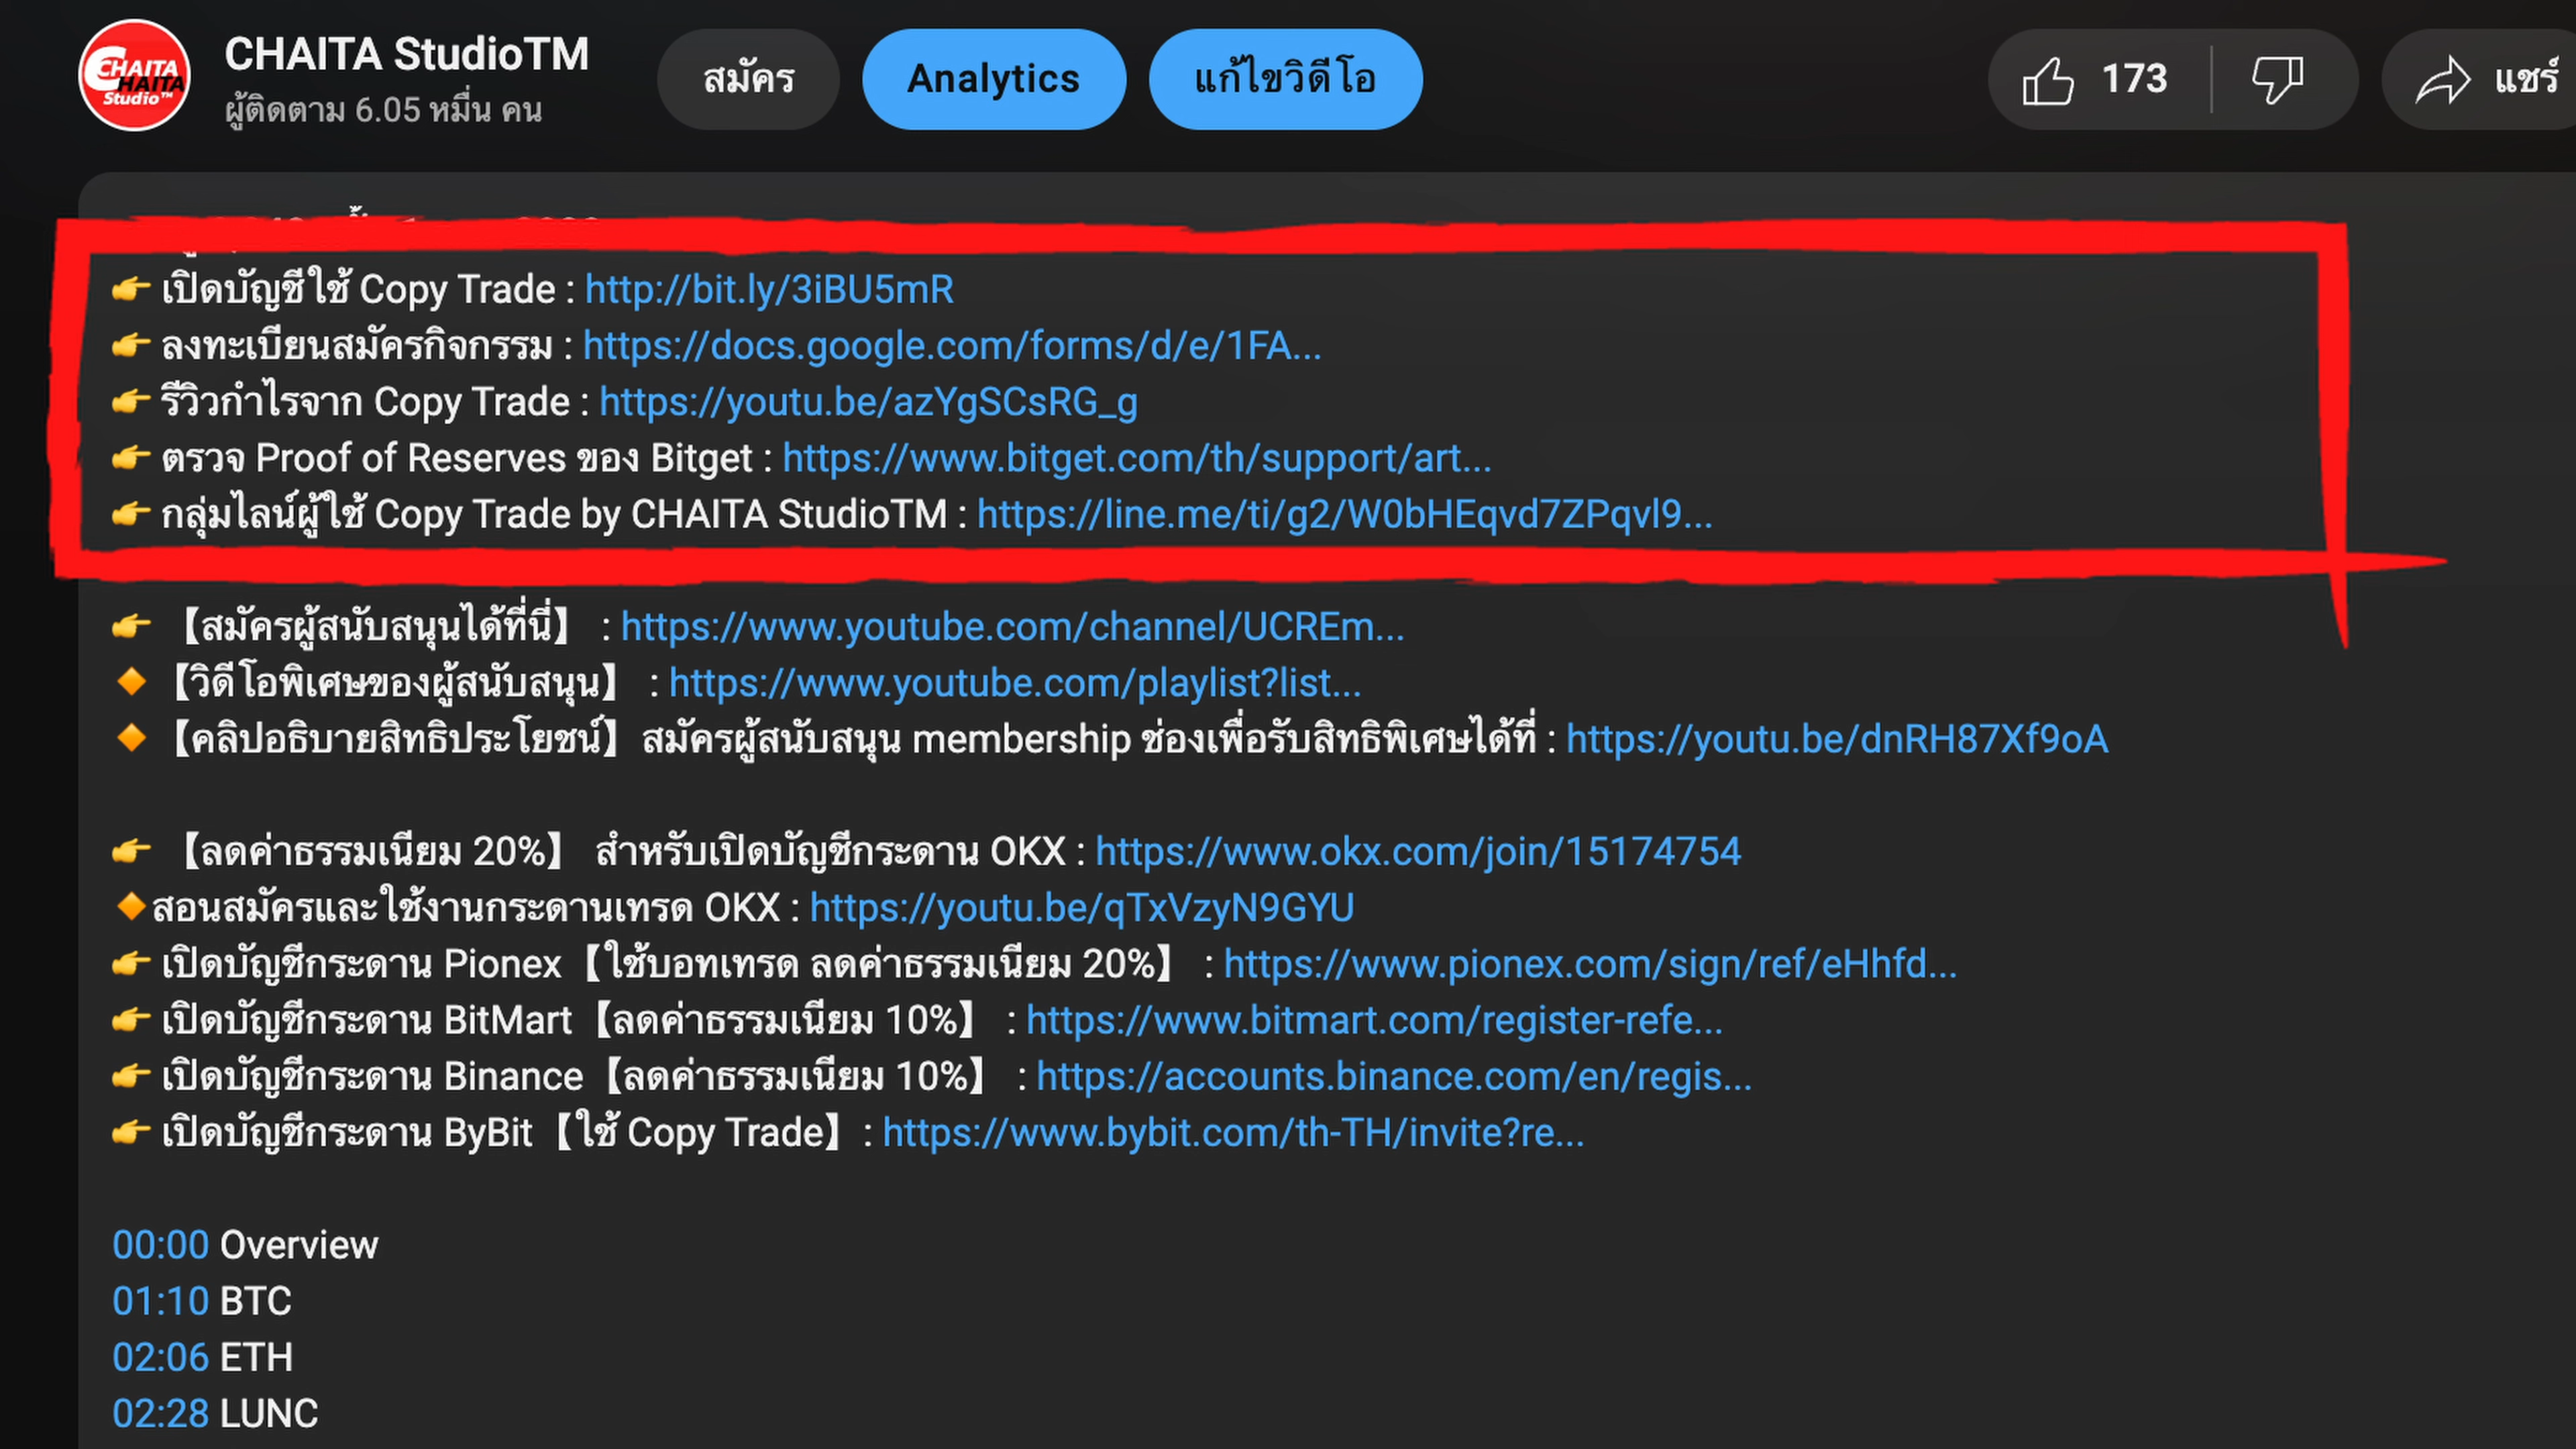 CHAITA StudioTM
ผู้ติดตาม 6.05 หมื่น คน
สมัคร
Analytics
แก้ไขวิดีโอ
173
แชร์
CHAITA
HAITA
Studio™
👉 เปิดบัญชีใช้ Copy Trade : http://bit.ly/3iBU5mR
👉 ลงทะเบียนสมัครกิจกรรม : https://docs.google.com/forms/d/e/1FA...
👉 รีวิวกำไรจาก Copy Trade : https://youtu.be/azYgSCsRG_g
👉 ตรวจ Proof of Reserves ของ Bitget : https://www.bitget.com/th/support/art...
👉 กลุ่มไลน์ผู้ใช้ Copy Trade by CHAITA StudioTM : https://line.me/ti/g2/W0bHEqvd7ZPqvl9...
👉 【สมัครผู้สนับสนุนได้ที่นี่】 : https://www.youtube.com/channel/UCREm...
🔸 【วิดีโอพิเศษของผู้สนับสนุน】 : https://www.youtube.com/playlist?list...
🔸 【คลิปอธิบายสิทธิประโยชน์】 สมัครผู้สนับสนุน membership ช่องเพื่อรับสิทธิพิเศษได้ที่ : https://youtu.be/dnRH87Xf9oA
👉 【ลดค่าธรรมเนียม 20%】 สำหรับเปิดบัญชีกระดาน OKX : https://www.okx.com/join/15174754
🔸สอนสมัครและใช้งานกระดานเทรด OKX : https://youtu.be/qTxVzyN9GYU
👉 เปิดบัญชีกระดาน Pionex【ใช้บอทเทรด ลดค่าธรรมเนียม 20%】 : https://www.pionex.com/sign/ref/eHhfd...
👉 เปิดบัญชีกระดาน BitMart【ลดค่าธรรมเนียม 10%】 : https://www.bitmart.com/register-refe...
👉 เปิดบัญชีกระดาน Binance【ลดค่าธรรมเนียม 10%】 : https://accounts.binance.com/en/regis...
👉 เปิดบัญชีกระดาน ByBit【ใช้ Copy Trade】: https://www.bybit.com/th-TH/invite?re...
00:00 Overview
01:10 BTC
02:06 ETH
02:28 LUNC